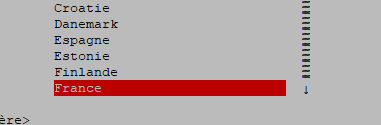 Croatie
Danemark
Espagne
Estonie
Finlande
France
↓
ère>